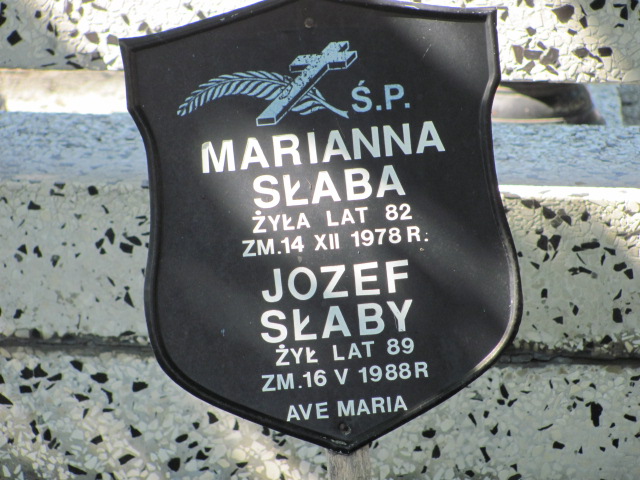 Ś.P.
MARIANNA
SŁABA
ŻYŁA LAT 82
ZM.14 XII 1978 R.
JOZEF
SŁABY
ŻYŁ LAT 89
ZM.16 V 1988 R
AVE MARIA